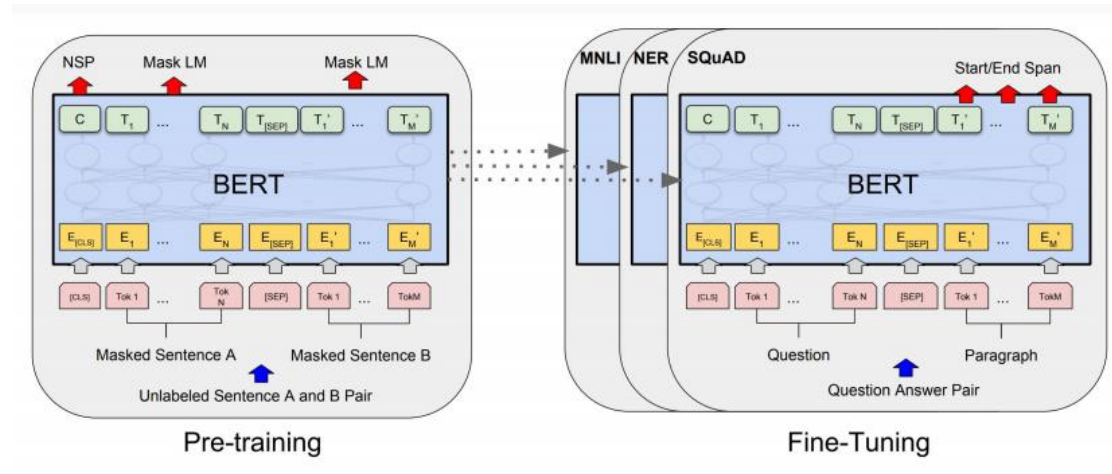 NSP Mask LM Mask LM
C T1 ... TN T[SEP] T1' ... TM'
BERT
E[CLS] E1 ... EN E[SEP] E1' ... EM'
[CLS] Tok 1 ... Tok N [SEP] Tok 1 ... TokM
Masked Sentence A Masked Sentence B
Unlabeled Sentence A and B Pair
Pre-training
MNLI NER SQuAD
Start/End Span
C T1 ... TN T[SEP] T1' ... TM'
BERT
E[CLS] E1 ... EN E[SEP] E1' ... EM'
[CLS] Tok 1 ... Tok N [SEP] Tok 1 ... TokM
Question Paragraph
Question Answer Pair
Fine-Tuning